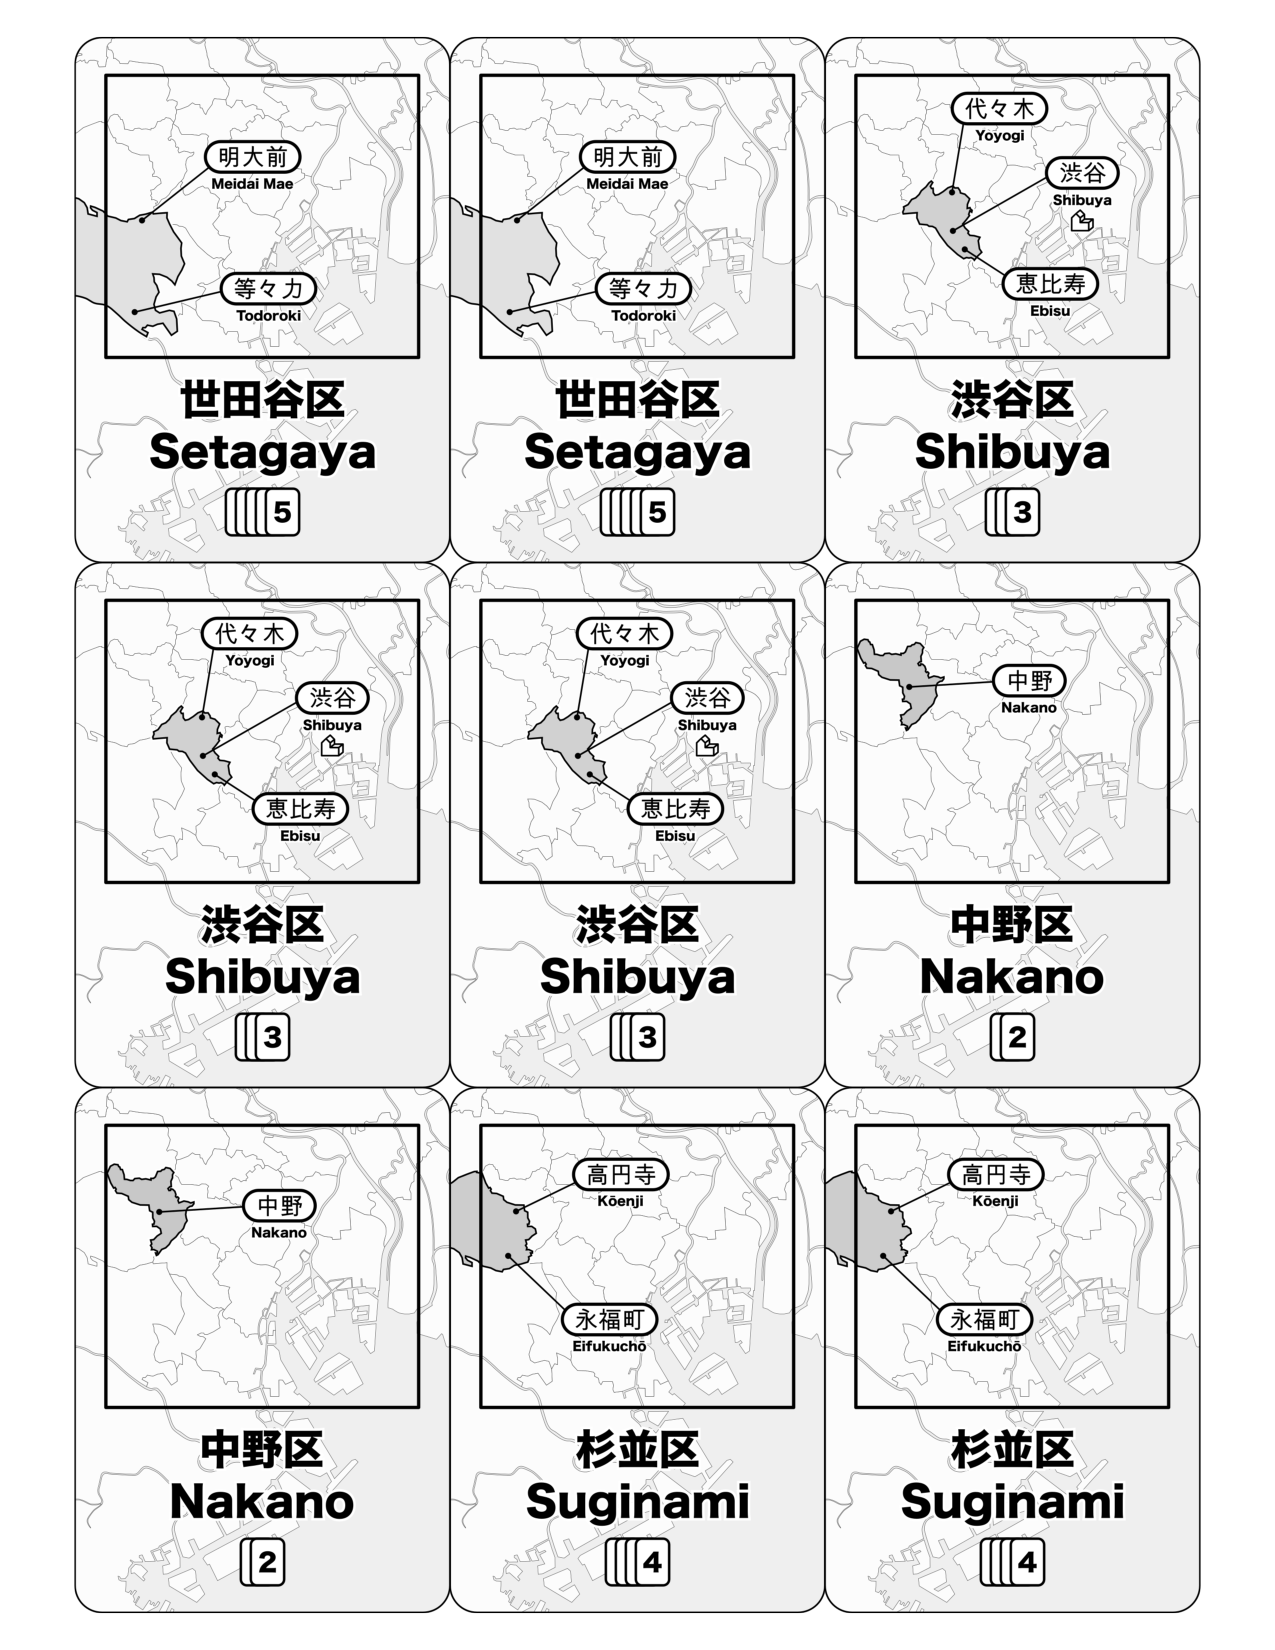 明大前
Meidai Mae
等々力
Todoroki
世田谷区
Setagaya
5
明大前
Meidai Mae
等々力
Todoroki
世田谷区
Setagaya
5
代々木
Yoyogi
渋谷
Shibuya
恵比寿
Ebisu
渋谷区
Shibuya
3
代々木
Yoyogi
渋谷
Shibuya
恵比寿
Ebisu
渋谷区
Shibuya
3
代々木
Yoyogi
渋谷
Shibuya
恵比寿
Ebisu
渋谷区
Shibuya
3
中野
Nakano
中野区
Nakano
2
中野
Nakano
中野区
Nakano
2
高円寺
Kōenji
永福町
Eifukuchō
杉並区
Suginami
4
高円寺
Kōenji
永福町
Eifukuchō
杉並区
Suginami
4